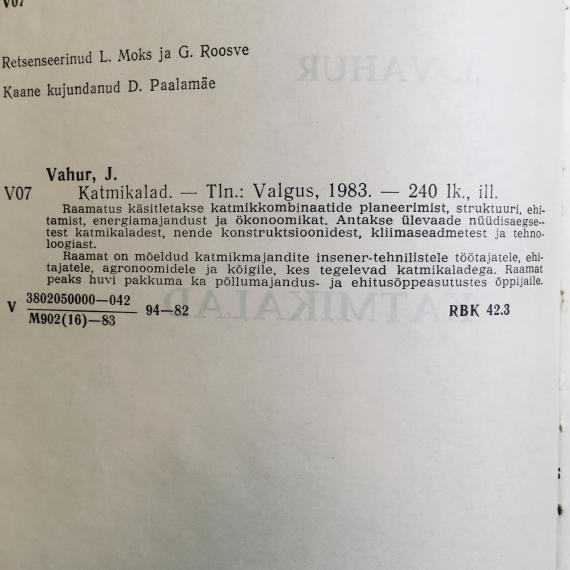 V07
Retsenseerinud L. Moks ja G. Roosve
Kaane kujundanud D. Paalamäe
Vahur, J.
V07 Katmikalad. — Tln.: Valgus, 1983. — 240 lk., ill.
Raamatus käsitletakse katmikkombinaatide planeerimist, struktuuri, ehi-
tamist, energiamajandust ja ökonoomikat. Antakse ülevaade nüüdisaegse-
test katmikaladest, nende konstruktsioonidest, kliimaseadmetest ja tehno-
loogiast.
Raamat on mõeldud katmikmajandite insener-tehnilistele töötajatele, ehi-
tajatele, agronoomidele ja kõigile, kes tegelevad katmikaladega. Raamat
peaks huvi pakkuma ka põllumajandus- ja ehitusõppeasutustes õppijaile.
V 3802050000—042
M902(16)—83 94—82 RBK 42.3
J. VAHUR
KATMIKALAD